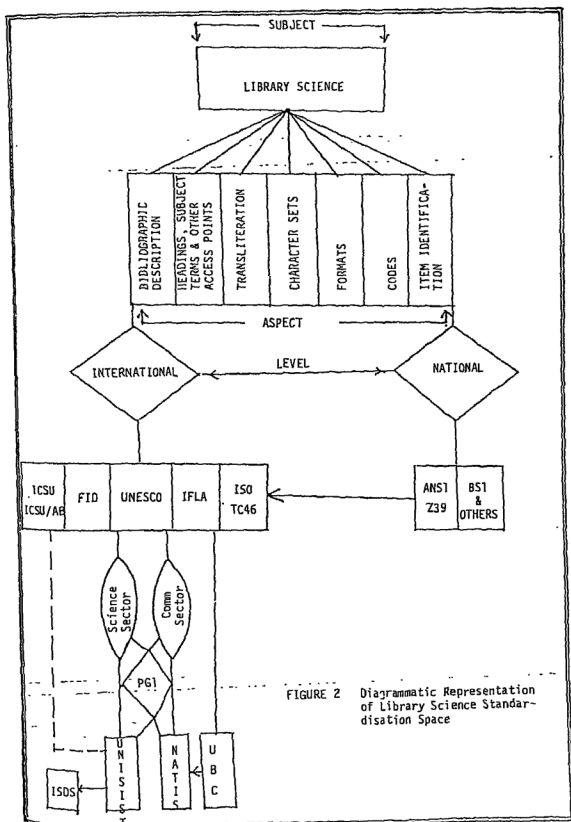 SUBJECT
LIBRARY SCIENCE
BIBLIOGRAPHIC
DESCRIPTION
HEADINGS, SUBJECT
TERMS & OTHER
ACCESS POINTS
TRANSLITERATION
CHARACTER SETS
FORMATS
CODES
ITEM IDENTIFICA-
TION
ASPECT
INTERNATIONAL
LEVEL
NATIONAL
ICSU
ICSU/AB
FID
UNESCO
IFLA
ISO
TC46
ANSI
Z39
BSI
&
OTHERS
Science
Sector
Comm
Sector
PGI
FIGURE 2 Diagrammatic Representation
of Library Science Standar-
disation Space
UNISIST
NATIS
UBC
ISDS